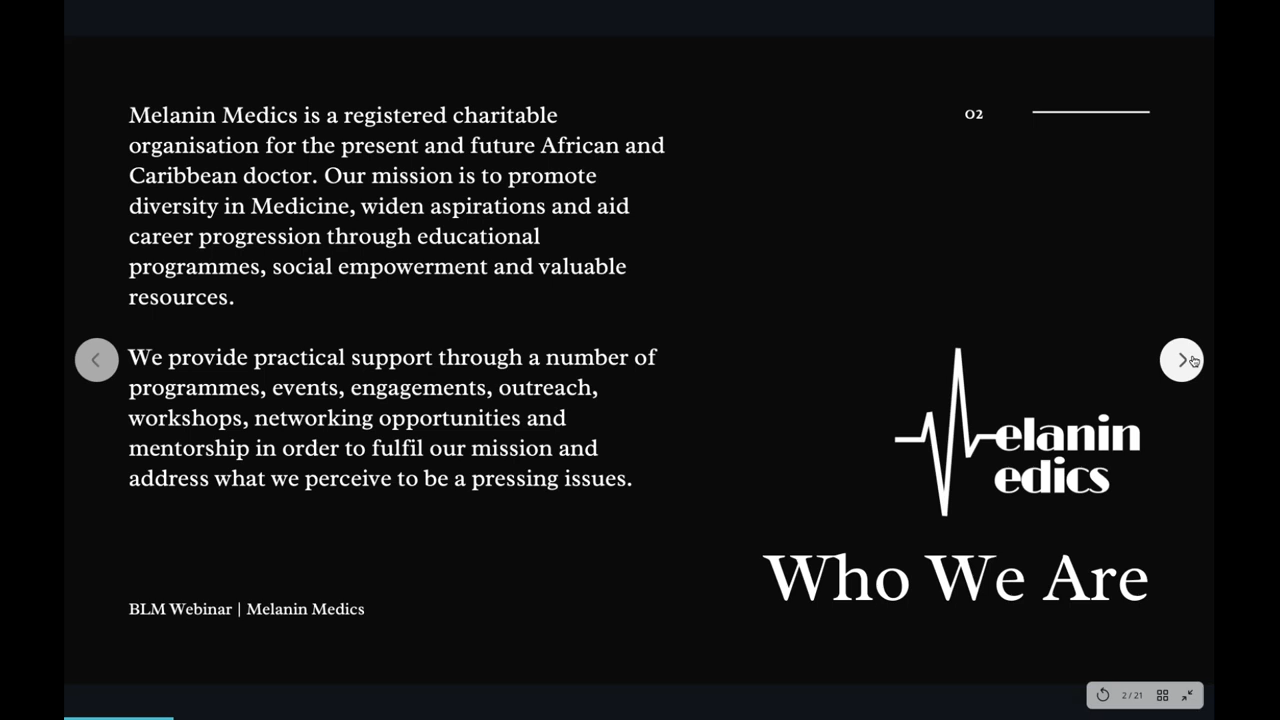 Melanin Medics is a registered charitable
organisation for the present and future African and
Caribbean doctor. Our mission is to promote
diversity in Medicine, widen aspirations and aid
career progression through educational
programmes, social empowerment and valuable
resources.
We provide practical support through a number of
programmes, events, engagements, outreach,
workshops, networking opportunities and
mentorship in order to fulfil our mission and
address what we perceive to be a pressing issues.
BLM Webinar | Melanin Medics
02
elanin
edics
Who We Are
2 / 21